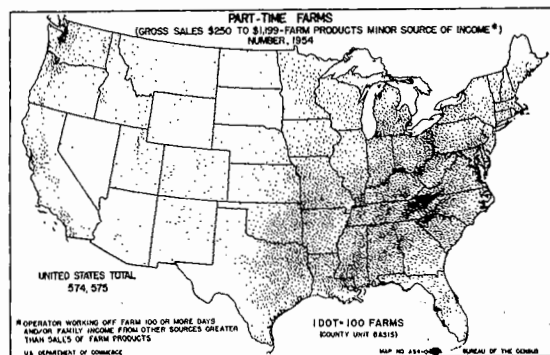 PART-TIME FARMS
(GROSS SALES $250 TO $1,199-FARM PRODUCTS MINOR SOURCE OF INCOME*)
NUMBER, 1954
UNITED STATES TOTAL
574,575
*OPERATOR WORKING OFF FARM 100 OR MORE DAYS
AND/OR FAMILY INCOME FROM OTHER SOURCES GREATER
THAN SALES OF FARM PRODUCTS
1 DOT=100 FARMS
(COUNTY UNIT BASIS)
U.S. DEPARTMENT OF COMMERCE
MAP NO. BUREAU OF THE CENSUS